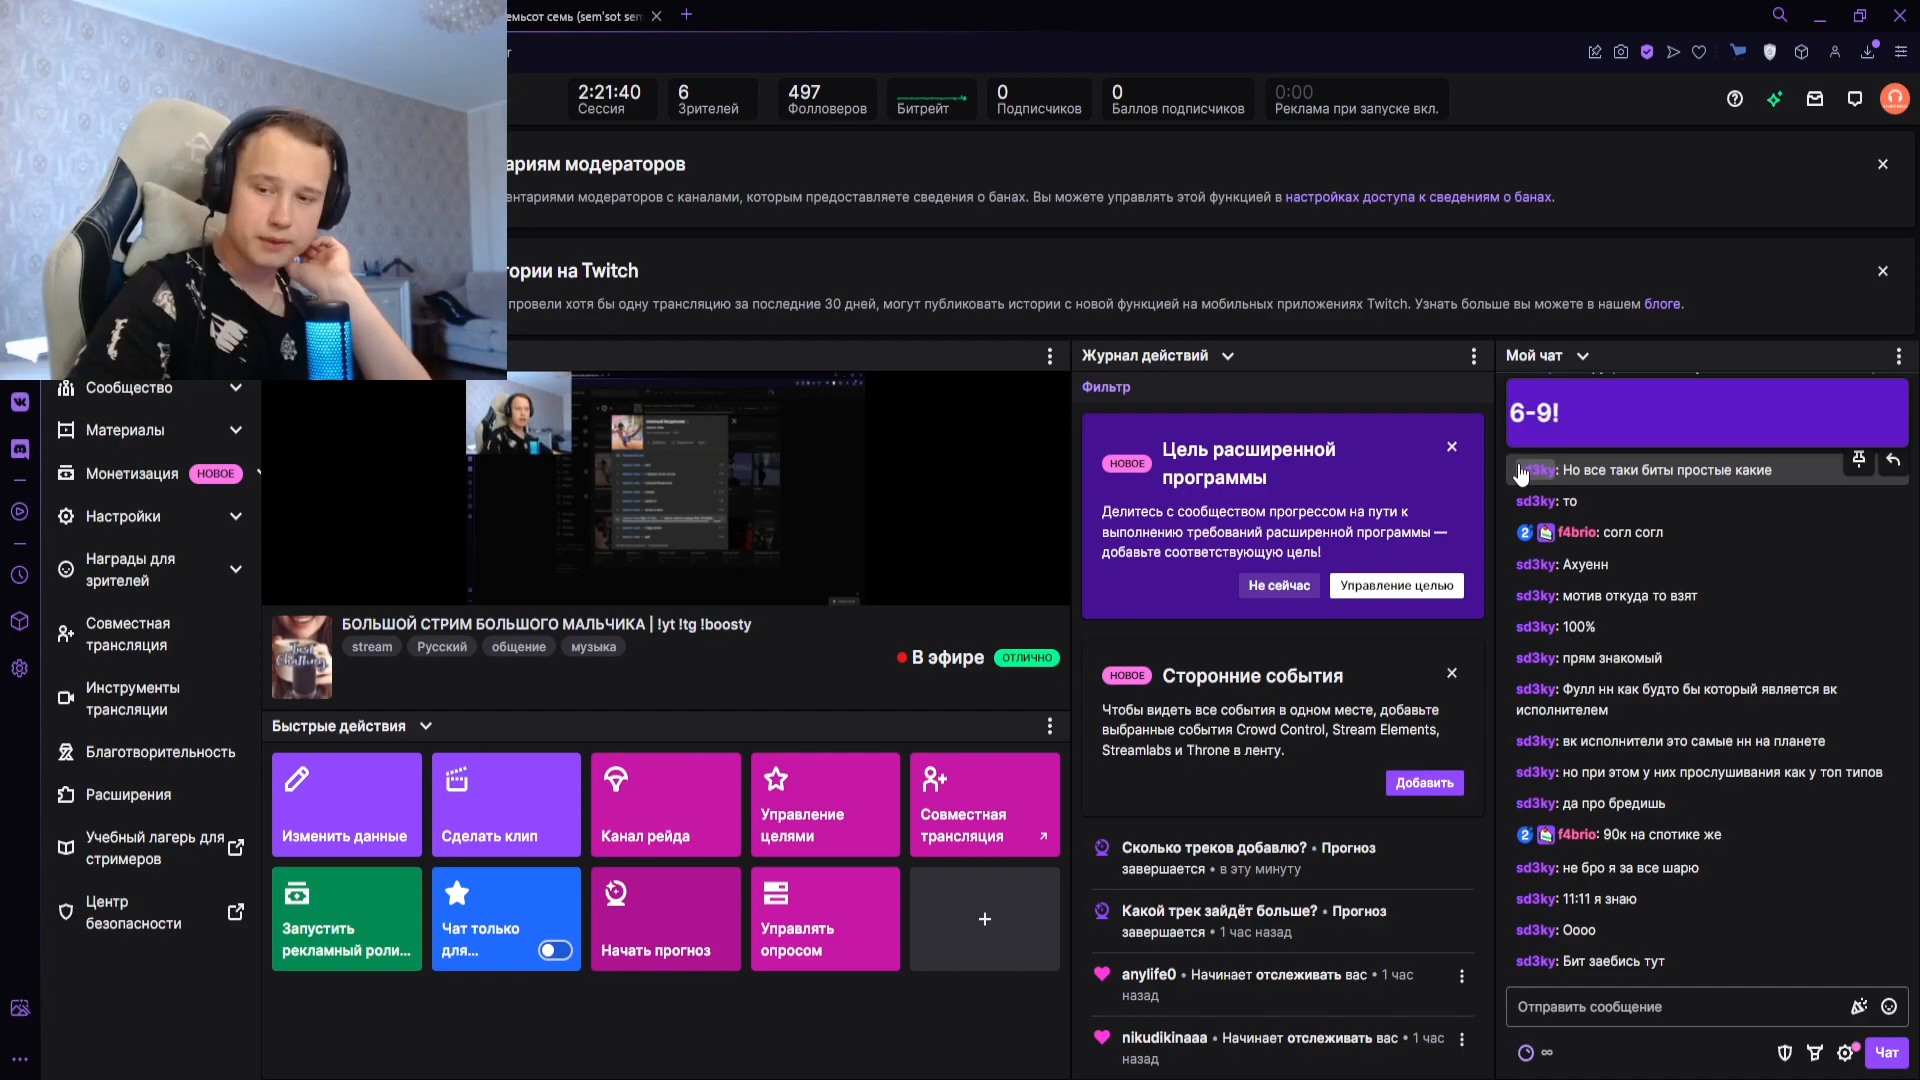 емьсот семь (sem'sot sem
2:21:40
Сессия
6
Зрителей
497
Фолловеров
Битрейт
0
Подписчиков
0
Баллов подписчиков
0:00
Реклама при запуске вкл.
ариям модераторов
ентариями модераторов с каналами, которым предоставляете сведения о банах. Вы можете управлять этой функцией в настройках доступа к сведениям о банах.
тории на Twitch
провели хотя бы одну трансляцию за последние 30 дней, могут публиковать истории с новой функцией на мобильных приложениях Twitch. Узнать больше вы можете в нашем блоге.
Сообщество
Материалы
Монетизация НОВОЕ
Настройки
Награды для
зрителей
Совместная
трансляция
Инструменты
трансляции
Благотворительность
Расширения
Учебный лагерь для
стримеров
Центр
безопасности
БОЛЬШОЙ СТРИМ БОЛЬШОГО МАЛЬЧИКА | !yt !tg !boosty
stream
Русский
общение
музыка
В эфире
ОТЛИЧНО
Быстрые действия
Изменить данные
Сделать клип
Канал рейда
Управление
целями
Совместная
трансляция
Запустить
рекламный роли...
Чат только
для...
Начать прогноз
Управлять
опросом
Журнал действий
Фильтр
НОВОЕ
Цель расширенной
программы
Делитесь с сообществом прогрессом на пути к
выполнению требований расширенной программы —
добавьте соответствующую цель!
Не сейчас
Управление целью
НОВОЕ
Сторонние события
Чтобы видеть все события в одном месте, добавьте
выбранные события Crowd Control, Stream Elements,
Streamlabs и Throne в ленту.
Добавить
Сколько треков добавлю? • Прогноз
завершается • в эту минуту
Какой трек зайдёт больше? • Прогноз
завершается • 1 час назад
anylife0 • Начинает отслеживать вас • 1 час
назад
nikudikinaaa • Начинает отслеживать вас • 1 час
назад
Мой чат
6-9!
sd3ky: Но все таки биты простые какие
sd3ky: то
2 f4brio: согл согл
sd3ky: Ахуенн
sd3ky: мотив откуда то взят
sd3ky: 100%
sd3ky: прям знакомый
sd3ky: Фулл нн как будто бы который является вк
исполнителем
sd3ky: вк исполнители это самые нн на планете
sd3ky: но при этом у них прослушивания как у топ типов
sd3ky: да про бредишь
2 f4brio: 90к на спотике же
sd3ky: не бро я за все шарю
sd3ky: 11:11 я знаю
sd3ky: Оооо
sd3ky: Бит заебись тут
Отправить сообщение
Чат